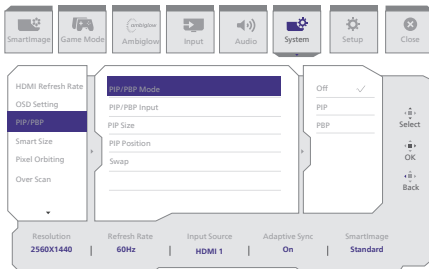 ambiglow
SmartImage
Game Mode
Ambiglow
Input
Audio
System
Setup
Close
HDMI Refresh Rate
OSD Setting
PIP/PBP
Smart Size
Pixel Orbiting
Over Scan
PIP/PBP Mode
PIP/PBP Input
PIP Size
PIP Position
Swap
Off
PIP
PBP
Select
OK
Back
Resolution
2560X1440
Refresh Rate
60Hz
Input Source
HDMI 1
Adaptive Sync
On
SmartImage
Standard